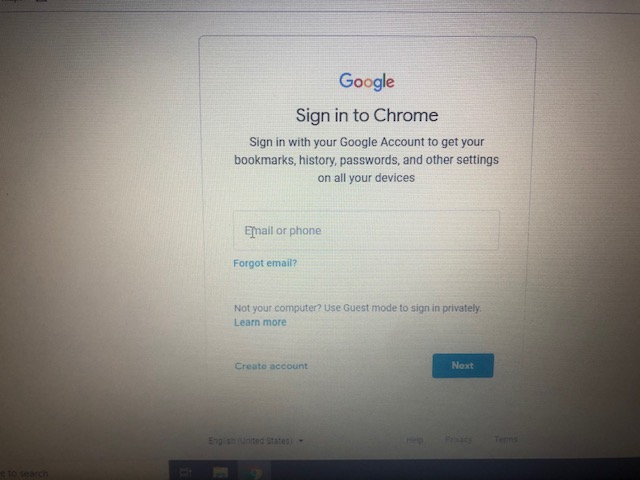 Google
Sign in to Chrome
Sign in with your Google Account to get your
bookmarks, history, passwords, and other settings
on all your devices
Email or phone
Forgot email?
Not your computer? Use Guest mode to sign in privately.
Learn more
Create account
Next
English (United States)
Help
Privacy
Terms
to search